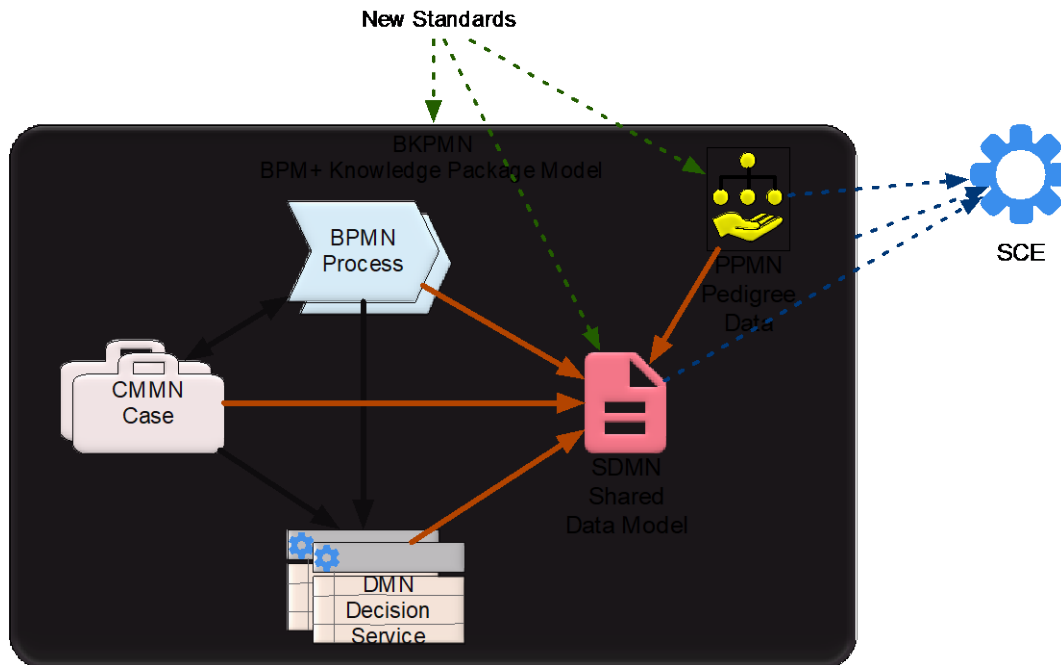 New Standards
BKPMN
BPM+ Knowledge Package Model
BPMN
Process
PPMN
Pedigree
Data
SCE
CMMN
Case
SDMN
Shared
Data Model
DMN
Decision
Service